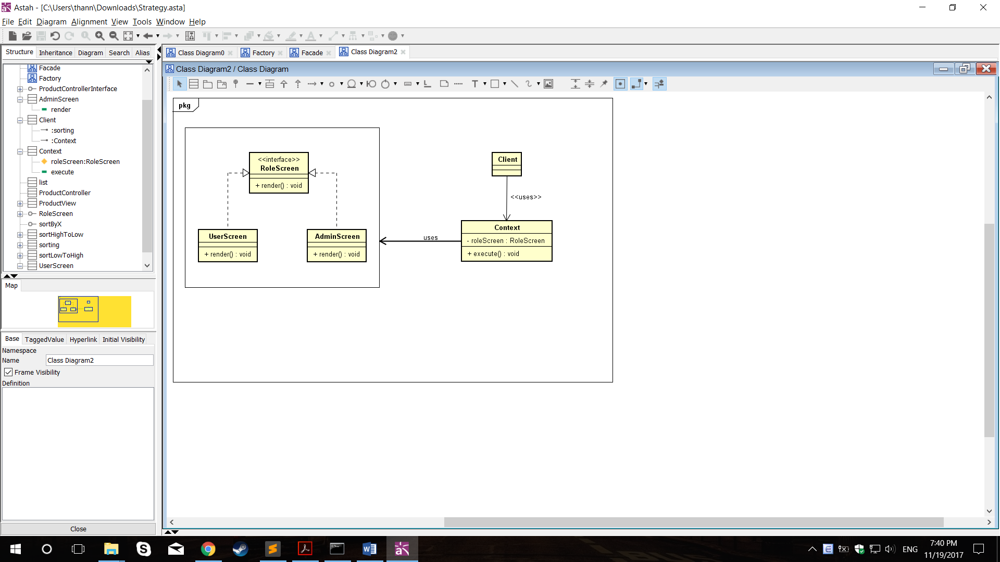 Astah - [C:\Users\thann\Downloads\Strategy.asta]
File Edit Diagram Alignment View Tools Window Help
Structure Inheritance Diagram Search Alias
Facade
Factory
ProductControllerInterface
AdminScreen
render
Client
:sorting
:Context
Context
roleScreen:RoleScreen
execute
list
ProductController
ProductView
RoleScreen
sortByX
sortHighToLow
sorting
sortLowToHigh
UserScreen
Map
Base TaggedValue Hyperlink Initial Visibility
Namespace
Name Class Diagram2
Frame Visibility
Definition
Close
Class Diagram0 Factory Facade Class Diagram2
Class Diagram2 / Class Diagram
pkg
<<interface>>
RoleScreen
+ render() : void
UserScreen
+ render() : void
AdminScreen
+ render() : void
uses
Client
<<uses>>
Context
- roleScreen : RoleScreen
+ execute() : void
ENG
7:40 PM
11/19/2017